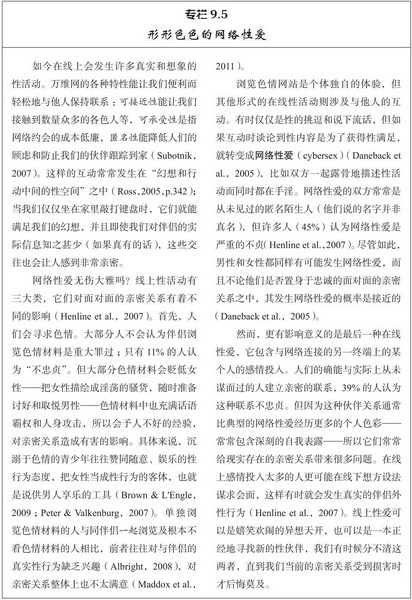 专栏 9.5
形形色色的网络性爱
如今在线上会发生许多真实和想象的
性活动。万维网的各种特性能让我们便利而
轻松地与他人保持联系：可接近性能让我们
接触到数量众多的各色人等，可承受性是指
网络约会的成本低廉，匿名性能降低人们的
顾虑和防止我们的伙伴跟踪到家（Subotnik,
2007）。这样的互动常常发生在“幻想和行
动中间的性空间”之中（Ross,2005,p.342）；
当我们仅仅坐在家里敲打键盘时，它们就能
满足我们的幻想，并且即使我们对伴侣的实
际信息知之甚少（如果真有的话），这些交
往也会让人感到非常亲密。
网络性爱无伤大雅吗？线上性活动有
三大类，它们对面对面的亲密关系有着不
同的影响（Henline et al., 2007）。首先，人
们会寻求色情。大部分人不会认为伴侣浏
览色情材料是重大罪过；只有 11% 的人认
为“不忠贞”。但大部分色情材料会贬低女
性——把女性描绘成淫荡的骚货，随时准备
讨好和取悦男性——色情材料中也充满话语
霸权和人身攻击，所以会予人不好的经验，
对亲密关系造成有害的影响。具体来说，沉
溺于色情的青少年往往赞同随意、娱乐的性
行为态度，把女性当成性行为的客体，也就
是说供男人享乐的工具（Brown & L'Engle,
2009；Peter & Valkenburg, 2007）。单独浏
览色情材料的人与同伴侣一起浏览及根本不
看色情材料的人相比，前者往往对与伴侣的
真实性行为缺乏兴趣（Albright, 2008），对
亲密关系整体上也不太满意（Maddox et al.,
2011）。
浏览色情网站是个体独自的体验，但
其他形式的在线性活动则涉及与他人的互
动。有时仅仅是性的挑逗和说下流话，但如
果互动时谈论到性内容是为了获得性满足，
就转变成网络性爱（cybersex）（Daneback et
al., 2005），比如双方一起露骨地描述性活
动而同时都在手淫。网络性爱的双方常常是
从未见过的匿名陌生人（他们说的名字并非
真名），但许多人（45%）认为网络性爱是
严重的不贞（Henline et al., 2007）。尽管如此，
男性和女性都同样有可能发生网络性爱，而
且不论他们是否置身于忠诚的面对面的亲密
关系之中，其发生网络性爱的概率是接近的
（Daneback et al., 2005）。
然而，更有影响意义的是最后一种在线
性爱，它包含与网络连接的另一终端上的某
个人的感情投入。人们的确能与实际上从未
谋面过的人建立亲密的联系，39% 的人认为
这种联系不忠贞。但因为这种伙伴关系通常
比典型的网络性爱经历更多的个人色彩——
常常包含深刻的自我表露——所以它们常常
给现实存在的亲密关系带来很多问题。在线
上感情投入太多的人更可能在线下想方设法
谋求会面，这样有时就会发生真实的伴侣外
性行为（Henline et al., 2007）。线上性爱可
以是嬉笑欢闹的异想天开，也可以是一本正
经地寻找新的性伙伴，我们有时候分不清这
两者，直到我们当前的亲密关系受到损害时
才后悔莫及。